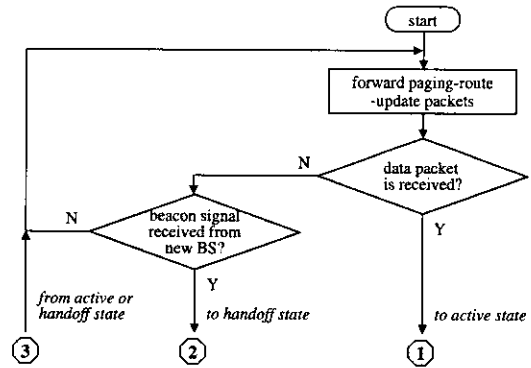 start
forward paging-route
-update packets
N
data packet
is received?
N
beacon signal
received from
new BS?
Y
Y
from active or
handoff state
to handoff state
to active state
3
2
1